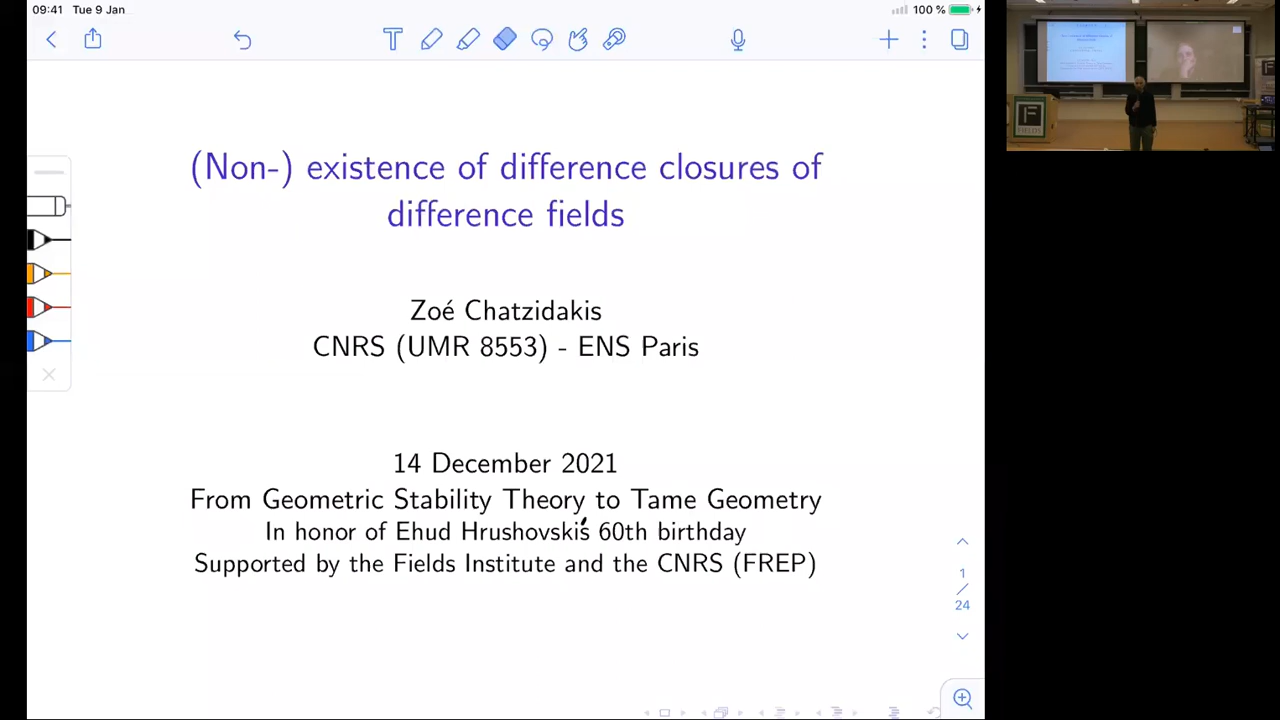 09:41 Tue 9 Jan
100 %
T
(Non-) existence of difference closures of
difference fields
Zoé Chatzidakis
CNRS (UMR 8553) - ENS Paris
14 December 2021
From Geometric Stability Theory to Tame Geometry
In honor of Ehud Hrushovski's 60th birthday
Supported by the Fields Institute and the CNRS (FREP)
1
/
24
F
FIELDS